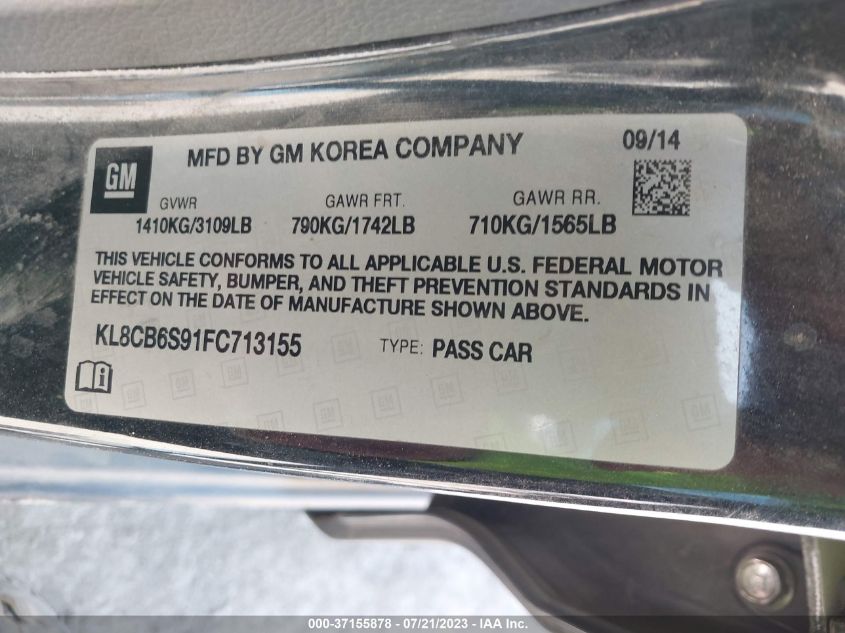 GM
MFD BY GM KOREA COMPANY
09/14
GVWR
GAWR FRT.
GAWR RR.
1410KG/3109LB
790KG/1742LB
710KG/1565LB
THIS VEHICLE CONFORMS TO ALL APPLICABLE U.S. FEDERAL MOTOR
VEHICLE SAFETY, BUMPER, AND THEFT PREVENTION STANDARDS IN
EFFECT ON THE DATE OF MANUFACTURE SHOWN ABOVE.
KL8CB6S91FC713155
TYPE: PASS CAR
000-37155878 - 07/21/2023 - IAA Inc.